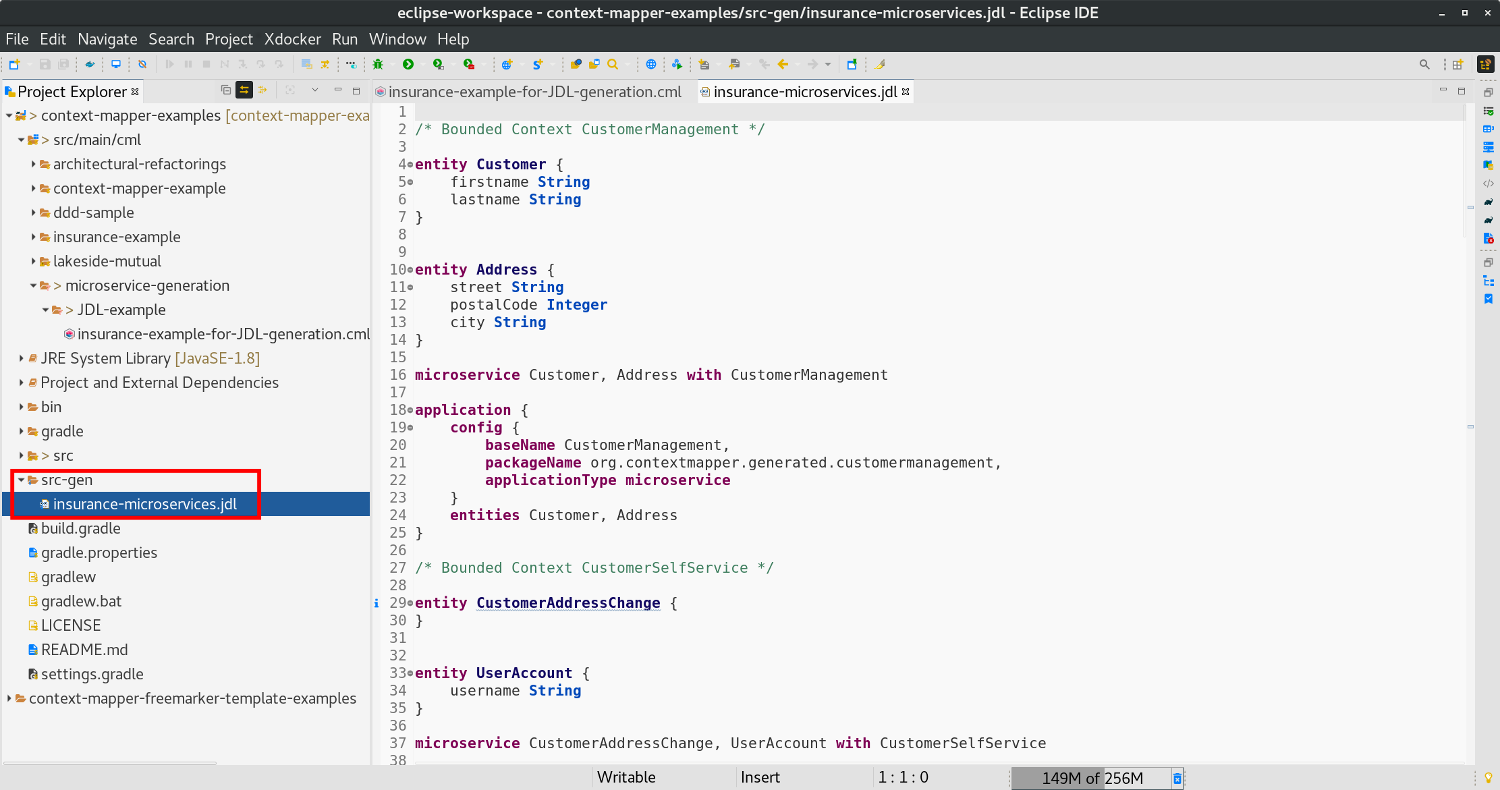 eclipse-workspace - context-mapper-examples/src-gen/insurance-microservices.jdl - Eclipse IDE
File Edit Navigate Search Project Xdocker Run Window Help
Project Explorer
> context-mapper-examples [context-mapper-exa
> src/main/cml
architectural-refactorings
context-mapper-example
ddd-sample
insurance-example
lakeside-mutual
> microservice-generation
> JDL-example
insurance-example-for-JDL-generation.cml
JRE System Library [JavaSE-1.8]
Project and External Dependencies
bin
gradle
> src
src-gen
insurance-microservices.jdl
build.gradle
gradle.properties
gradlew
gradlew.bat
LICENSE
README.md
settings.gradle
context-mapper-freemarker-template-examples
insurance-example-for-JDL-generation.cml insurance-microservices.jdl
1
2 /* Bounded Context CustomerManagement */
3
4 entity Customer {
5 firstname String
6 lastname String
7 }
8
9
10 entity Address {
11 street String
12 postalCode Integer
13 city String
14 }
15
16 microservice Customer, Address with CustomerManagement
17
18 application {
19 config {
20 baseName CustomerManagement,
21 packageName org.contextmapper.generated.customermanagement,
22 applicationType microservice
23 }
24 entities Customer, Address
25 }
26
27 /* Bounded Context CustomerSelfService */
28
29 entity CustomerAddressChange {
30 }
31
32
33 entity UserAccount {
34 username String
35 }
36
37 microservice CustomerAddressChange, UserAccount with CustomerSelfService
38
Writable Insert 1 : 1 : 0 149M of 256M